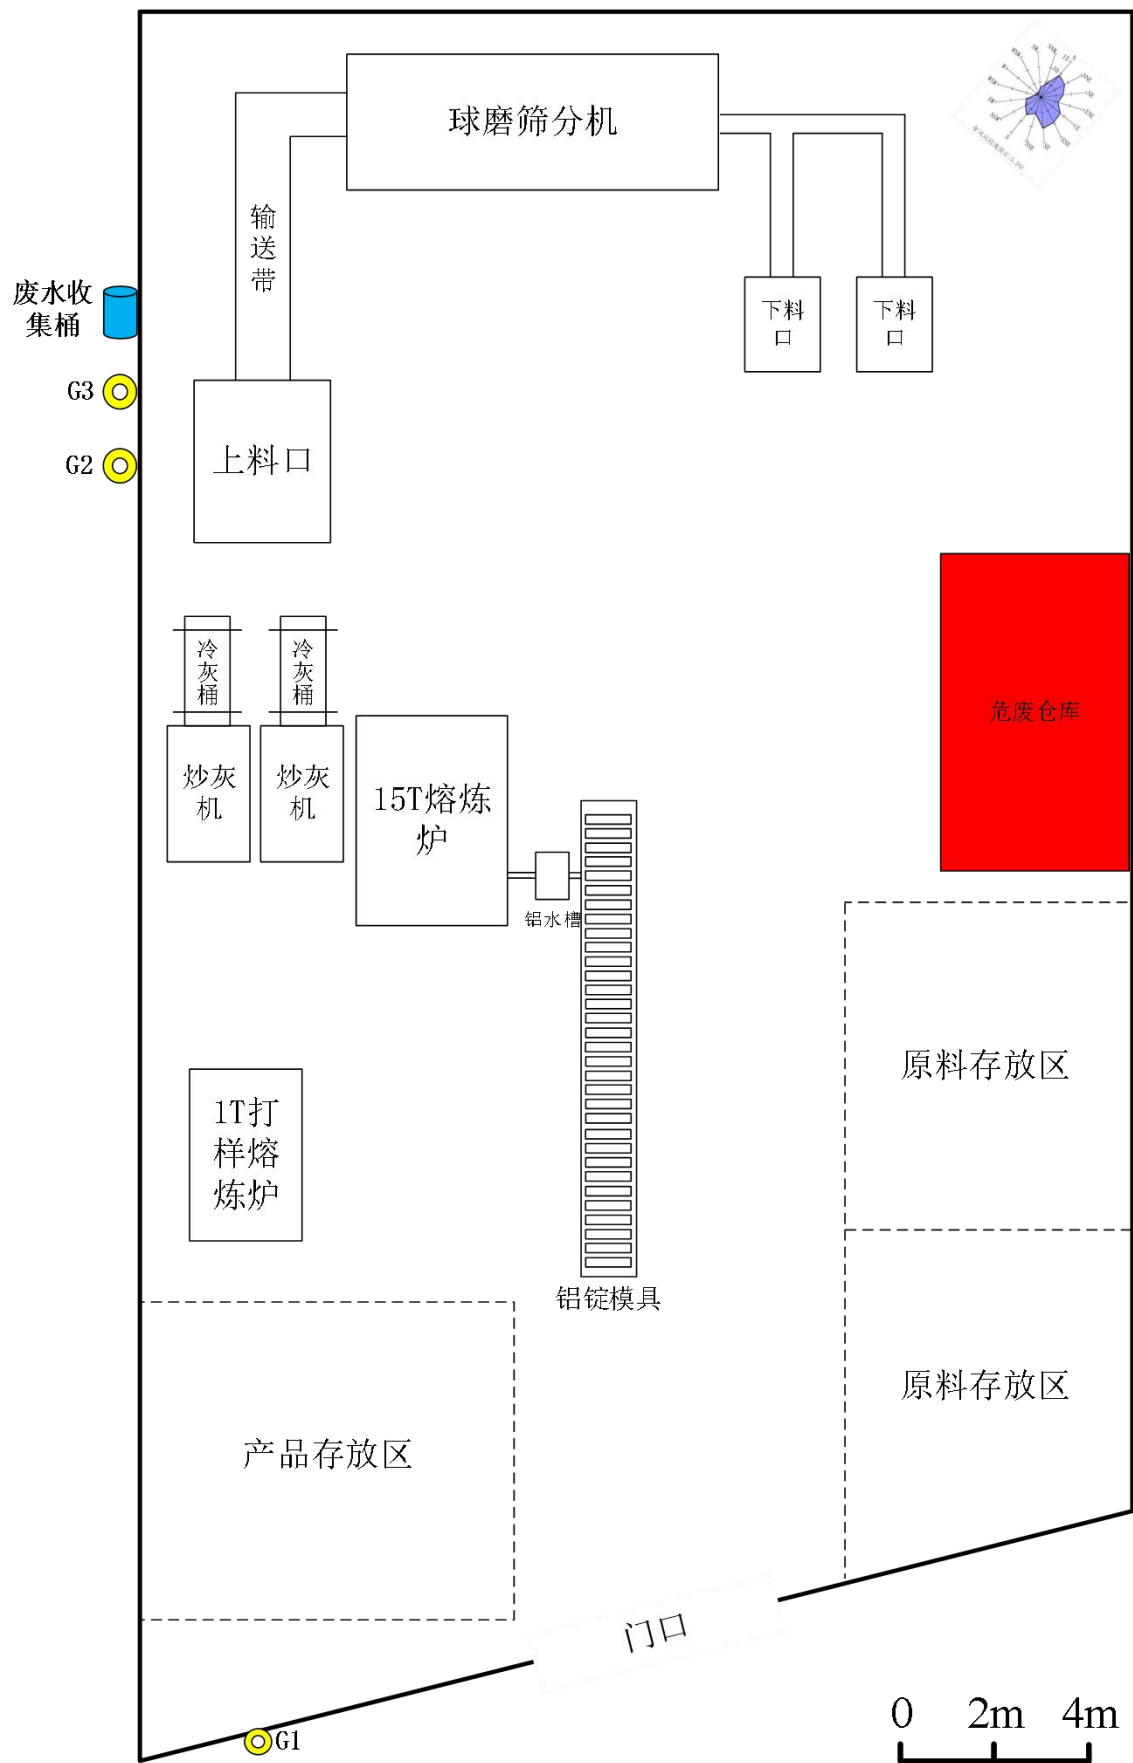 球磨筛分机
输
送
带
废水收
集桶
下料
口
下料
口
G3
G2
上料口
冷
灰
桶
冷
灰
桶
危废仓库
炒灰
机
炒灰
机
15T熔炼
炉
铝水槽
原料存放区
1T打
样熔
炼炉
铝锭模具
原料存放区
产品存放区
门口
G1
0 2m 4m